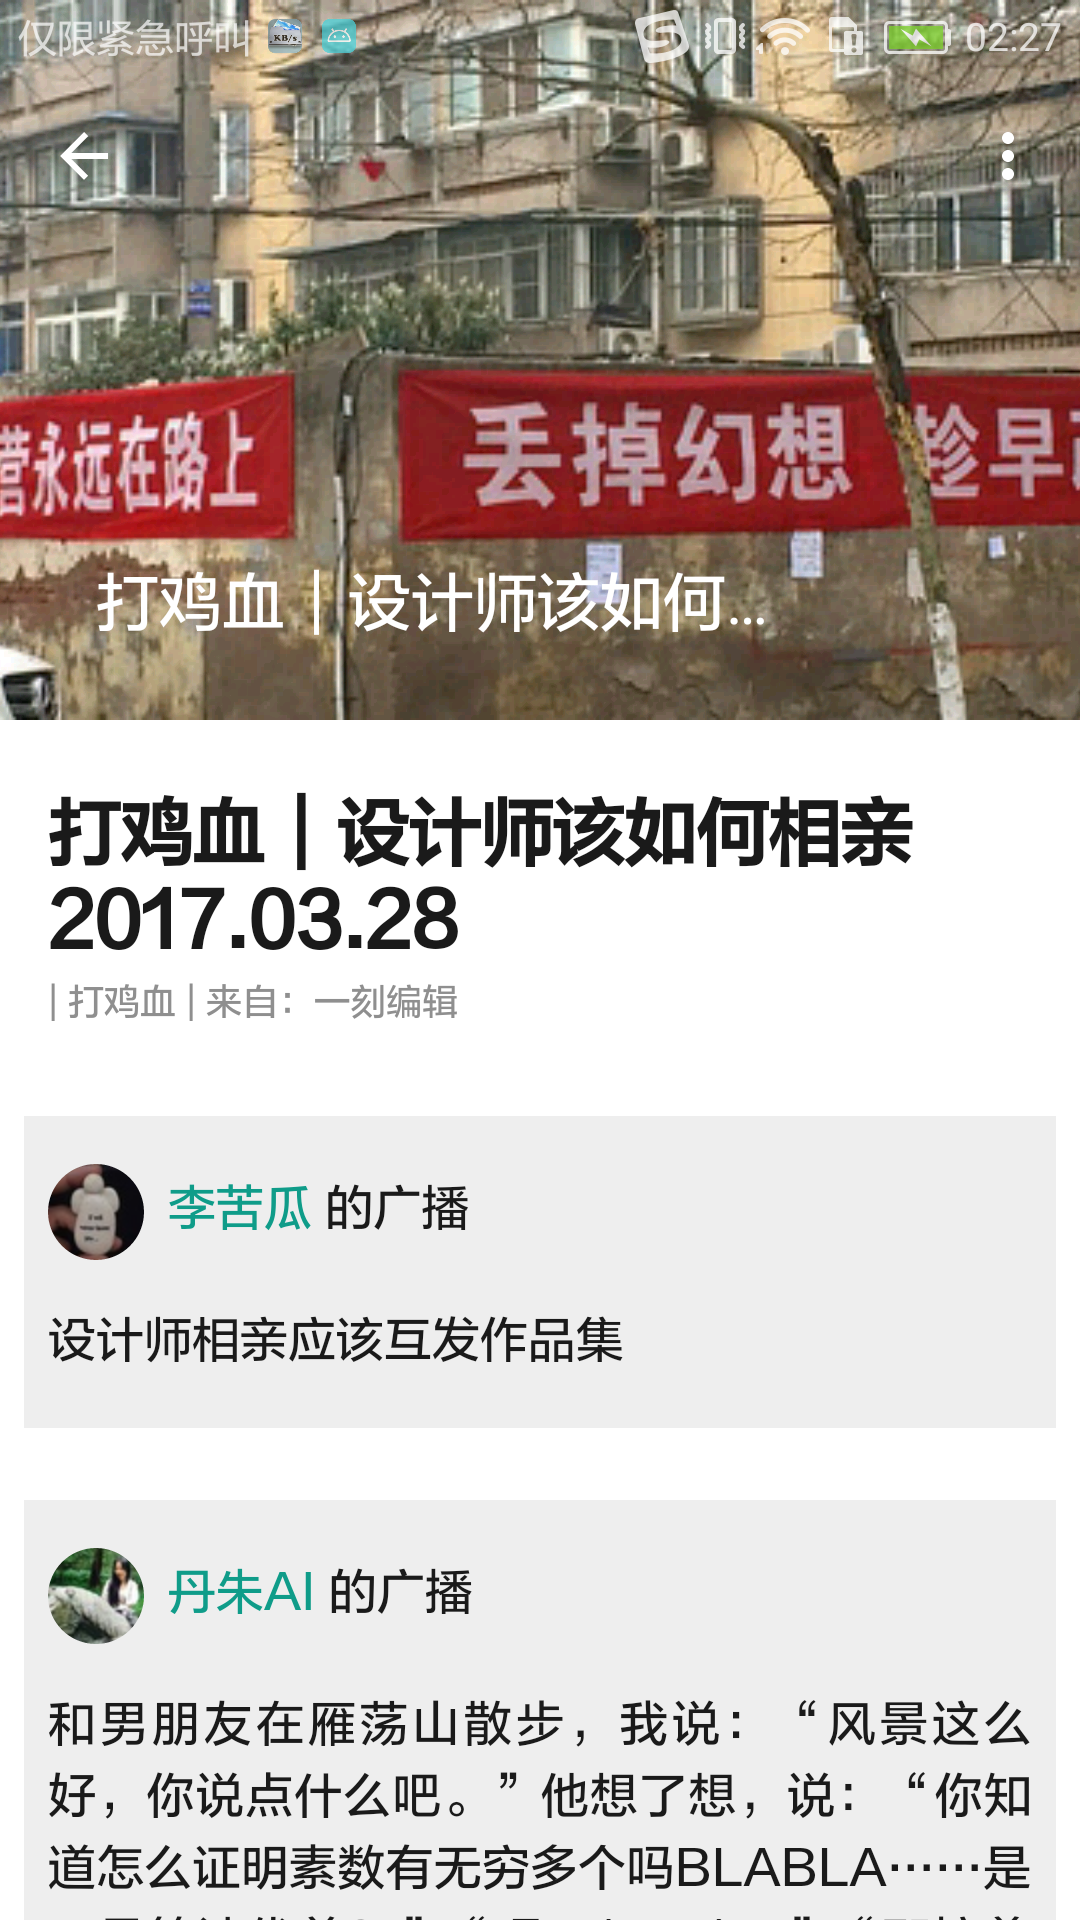 仅限紧急呼叫
KB/s
02:27
营永远在路上
丢掉幻想 趁早
打鸡血｜设计师该如何...
打鸡血｜设计师该如何相亲
2017.03.28
| 打鸡血 | 来自：一刻编辑
李苦瓜 的广播
设计师相亲应该互发作品集
丹朱AI 的广播
和男朋友在雁荡山散步，我说：“风景这么
好，你说点什么吧。”他想了想，说：“你知
道怎么证明素数有无穷多个吗BLABLA……是